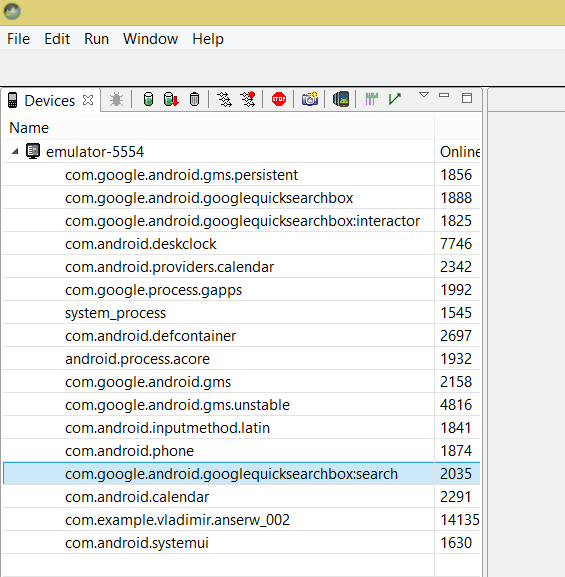 File Edit Run Window Help
Devices
STOP
Name
emulator-5554 Online
com.google.android.gms.persistent 1856
com.google.android.googlequicksearchbox 1888
com.google.android.googlequicksearchbox:interactor 1825
com.android.deskclock 7746
com.android.providers.calendar 2342
com.google.process.gapps 1992
system_process 1545
com.android.defcontainer 2697
android.process.acore 1932
com.google.android.gms 2158
com.google.android.gms.unstable 4816
com.android.inputmethod.latin 1841
com.android.phone 1874
com.google.android.googlequicksearchbox:search 2035
com.android.calendar 2291
com.example.vladimir.anserw_002 14135
com.android.systemui 1630